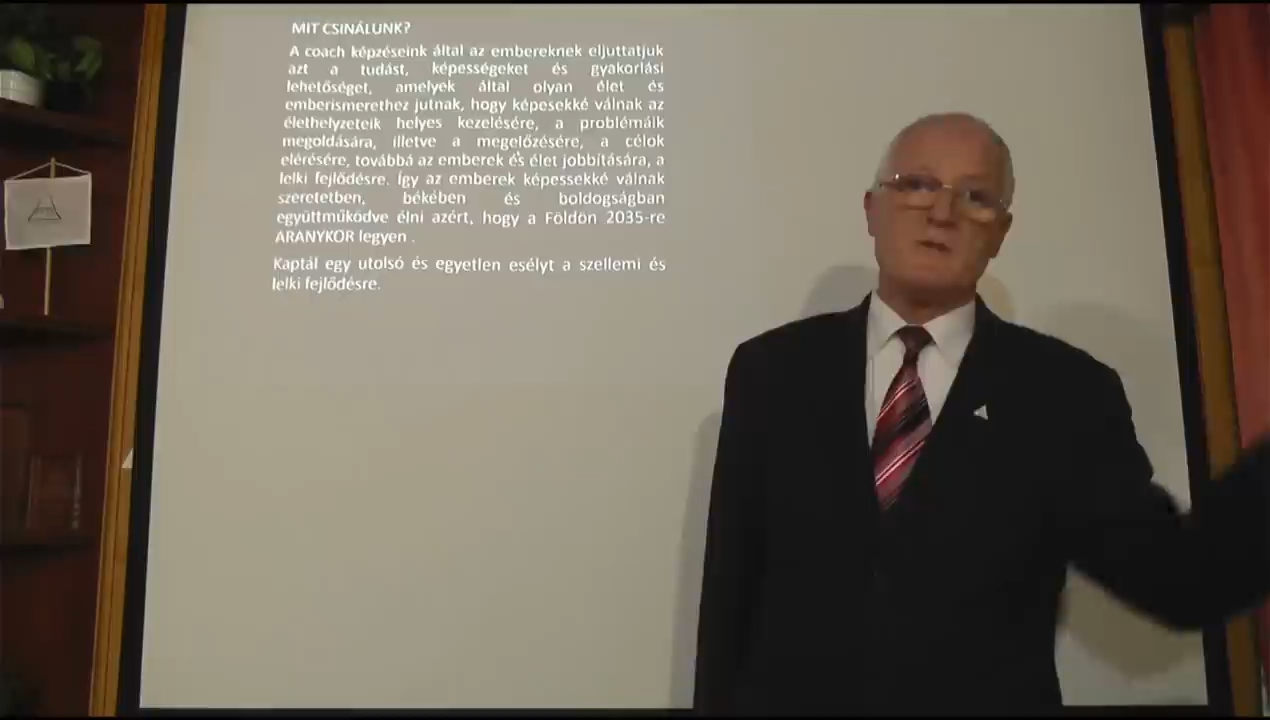 MIT CSINÁLUNK?
A coach képzéseink által az embereknek eljuttatjuk
azt a tudást, képességeket és gyakorlási
lehetőséget, amelyek által olyan élet és
emberismerethez jutnak, hogy képesekké válnak az
élethelyzeteik helyes kezelésére, a problémáik
megoldására, illetve a megelőzésére, a célok
elérésére, továbbá az emberek és élet jobbítására, a
lelki fejlődésre. Így az emberek képessekké válnak
szeretetben, békében és boldogságban
együttműködve élni azért, hogy a Földön 2035-re
ARANYKOR legyen .
Kaptál egy utolsó és egyetlen esélyt a szellemi és
lelki fejlődésre.